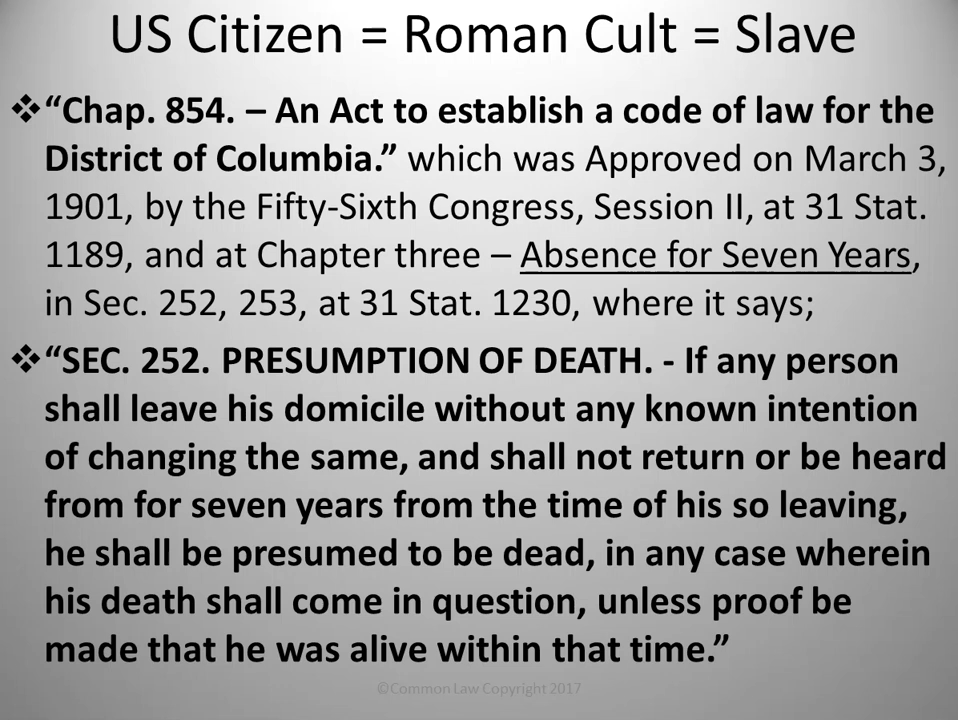 US Citizen = Roman Cult = Slave
❖“Chap. 854. – An Act to establish a code of law for the
District of Columbia.” which was Approved on March 3,
1901, by the Fifty-Sixth Congress, Session II, at 31 Stat.
1189, and at Chapter three – Absence for Seven Years,
in Sec. 252, 253, at 31 Stat. 1230, where it says;
❖“SEC. 252. PRESUMPTION OF DEATH. - If any person
shall leave his domicile without any known intention
of changing the same, and shall not return or be heard
from for seven years from the time of his so leaving,
he shall be presumed to be dead, in any case wherein
his death shall come in question, unless proof be
made that he was alive within that time.”
©Common Law Copyright 2017